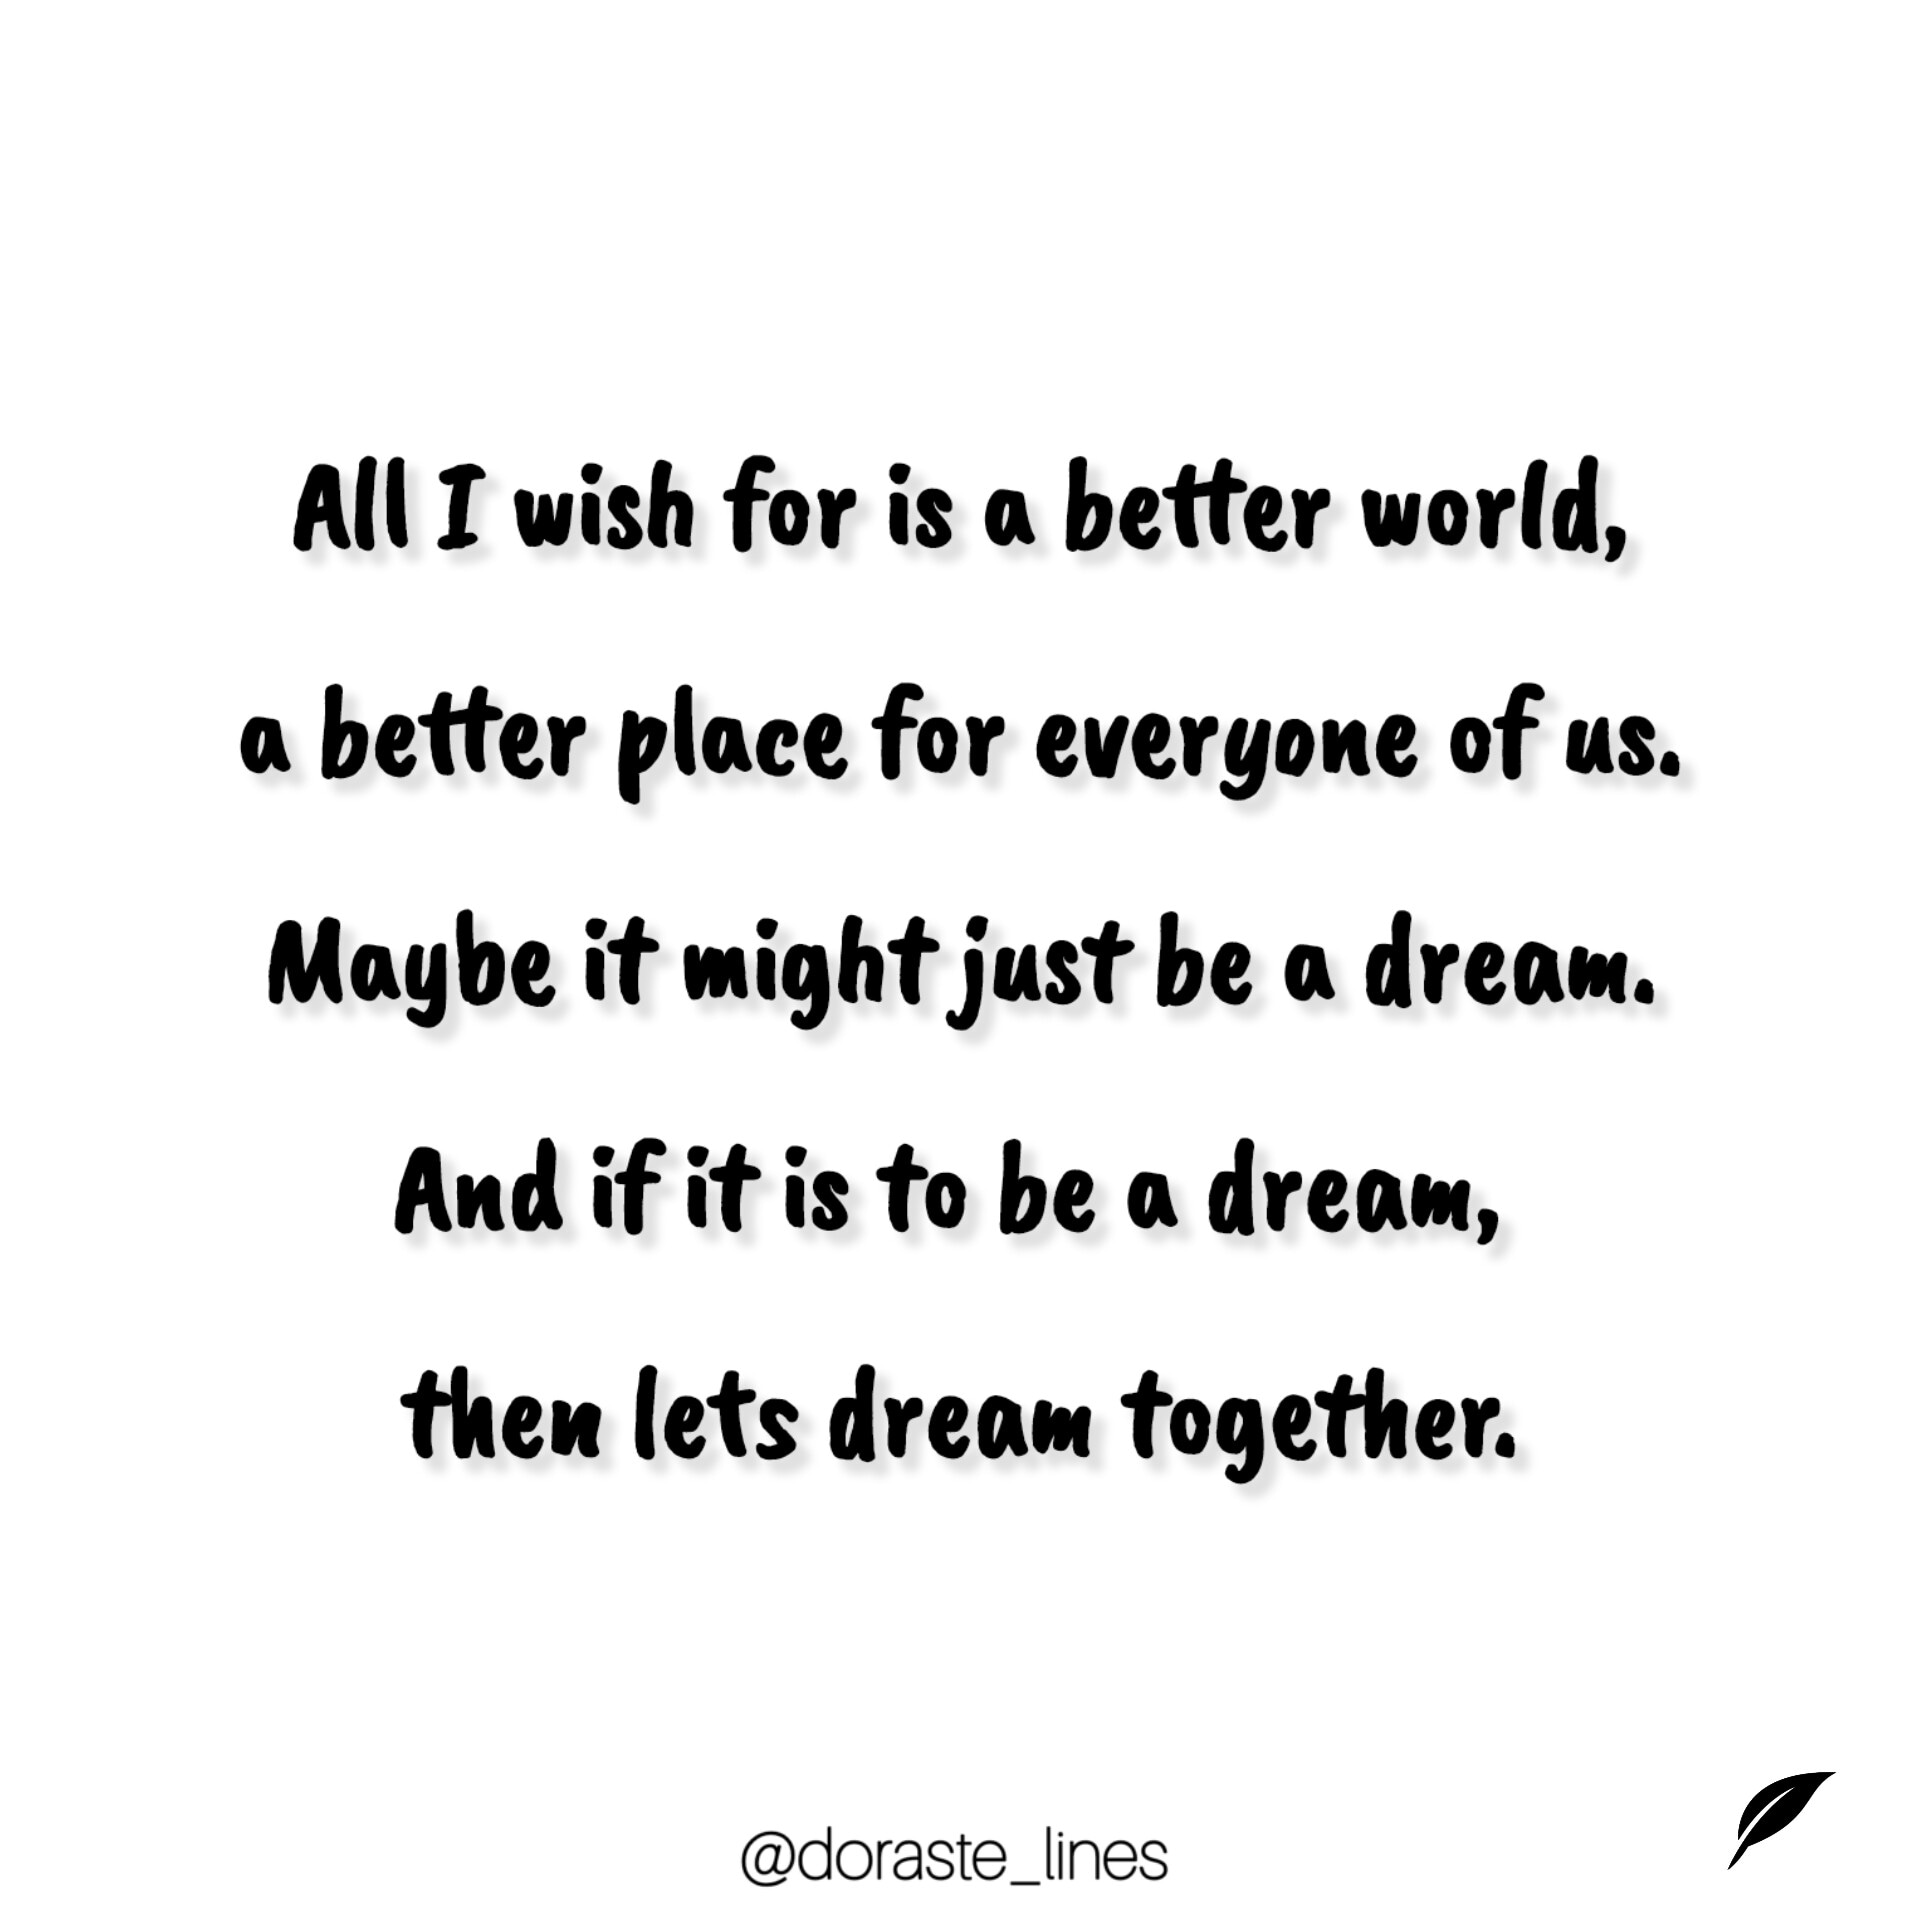 All I wish for is a better world,
a better place for everyone of us.
Maybe it might just be a dream.
And if it is to be a dream,
then lets dream together.
@doraste_lines